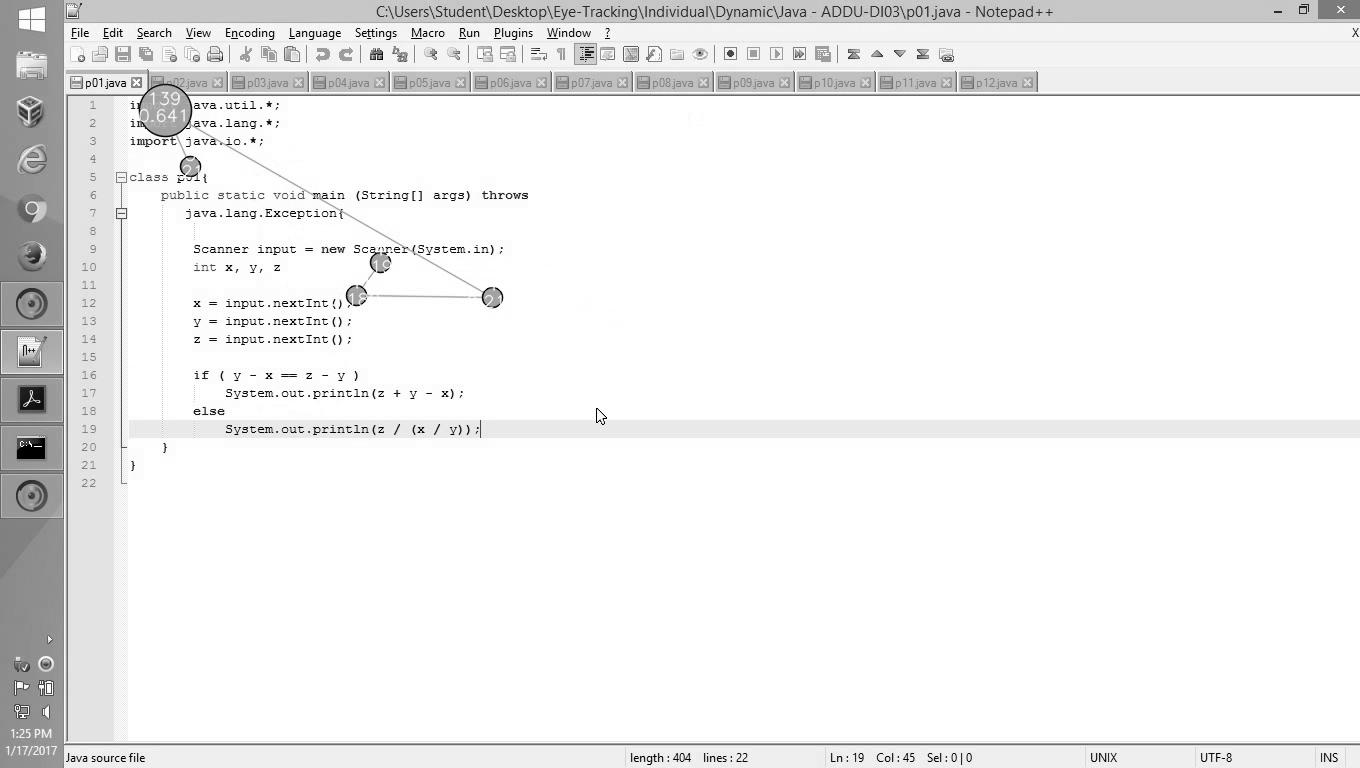 C:\Users\Student\Desktop\Eye-Tracking\Individual\Dynamic\Java - ADDU-DI03\p01.java - Notepad++
File Edit Search View Encoding Language Settings Macro Run Plugins Window ? X
p01.java p02.java p03.java p04.java p05.java p06.java p07.java p08.java p09.java p10.java p11.java p12.java
1 java.util.*;
2 java.lang.*;
3 import java.io.*;
4
5 class p01{
6 public static void main (String[] args) throws
7 java.lang.Exception{
8
9 Scanner input = new Scanner(System.in);
10 int x, y, z
11
12 x = input.nextInt();
13 y = input.nextInt();
14 z = input.nextInt();
15
16 if ( y - x == z - y )
17 System.out.println(z + y - x);
18 else
19 System.out.println(z / (x / y));
20 }
21 }
22
139
0.641
19
18
21
1:25 PM
1/17/2017
Java source file length : 404 lines : 22 Ln : 19 Col : 45 Sel : 0 | 0 UNIX UTF-8 INS